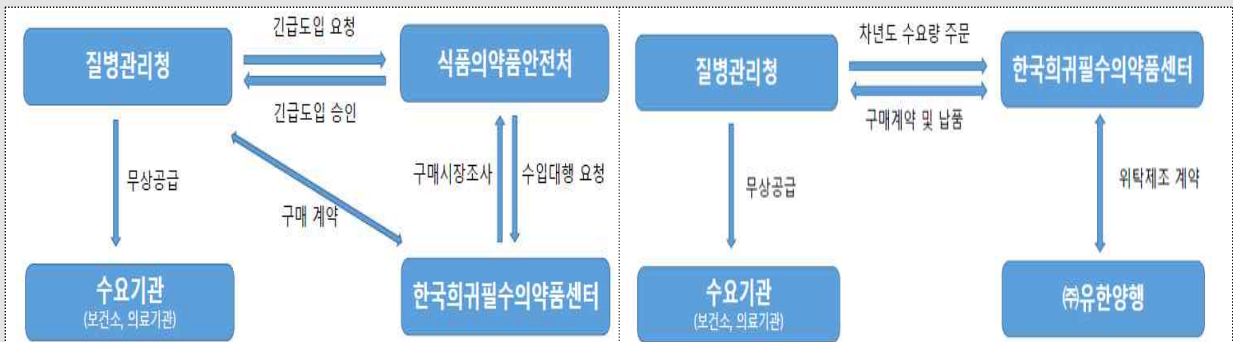 질병관리청
긴급도입 요청
긴급도입 승인
식품의약품안전처
무상공급
구매 계약
구매시장조사
수입대행 요청
수요기관
(보건소, 의료기관)
한국희귀필수의약품센터
질병관리청
차년도 수요량 주문
구매계약 및 납품
한국희귀필수의약품센터
무상공급
위탁제조 계약
수요기관
(보건소, 의료기관)
㈜유한양행